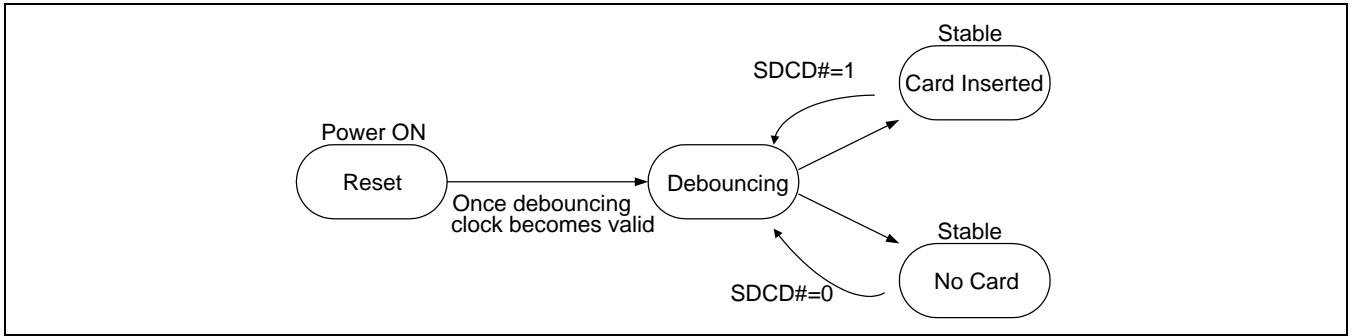 Power ON
Reset
Once debouncing
clock becomes valid
Debouncing
SDCD#=1
Stable
Card Inserted
Stable
No Card
SDCD#=0